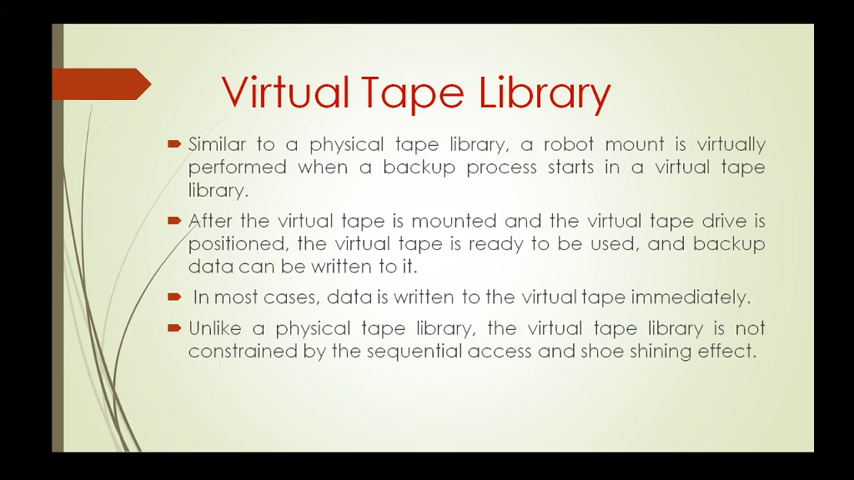 Virtual Tape Library
Similar to a physical tape library, a robot mount is virtually
performed when a backup process starts in a virtual tape
library.
After the virtual tape is mounted and the virtual tape drive is
positioned, the virtual tape is ready to be used, and backup
data can be written to it.
In most cases, data is written to the virtual tape immediately.
Unlike a physical tape library, the virtual tape library is not
constrained by the sequential access and shoe shining effect.